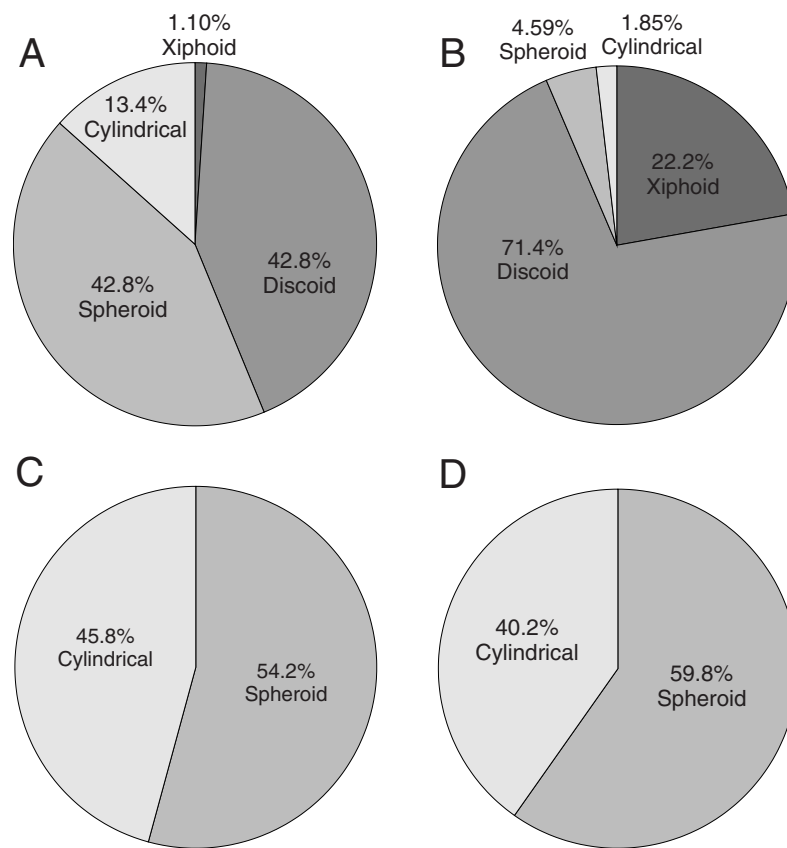 A
1.10%
Xiphoid
13.4%
Cylindrical
42.8%
Discoid
42.8%
Spheroid
B
4.59%
Spheroid
1.85%
Cylindrical
22.2%
Xiphoid
71.4%
Discoid
C
45.8%
Cylindrical
54.2%
Spheroid
D
40.2%
Cylindrical
59.8%
Spheroid